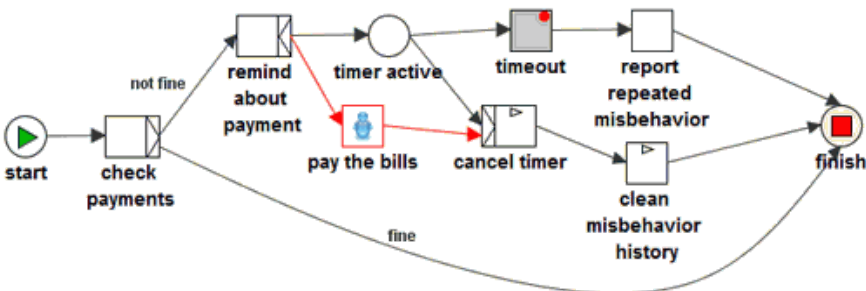 not fine
remind
about
payment
timer active
timeout
report
repeated
misbehavior
start
check
payments
pay the bills
cancel timer
clean
misbehavior
history
finish
fine